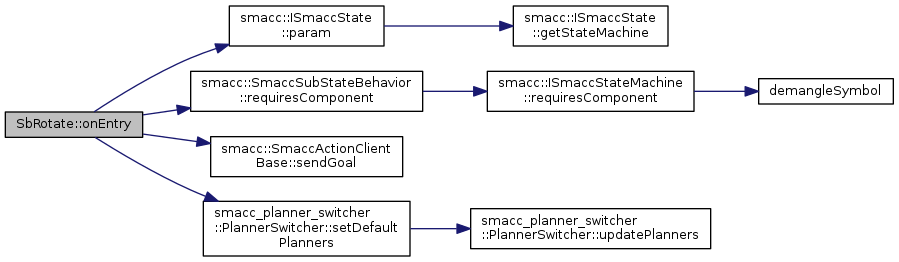 SbRotate::onEntry
smacc::ISmaccState
::param
smacc::ISmaccState
::getStateMachine
smacc::SmaccSubStateBehavior
::requiresComponent
smacc::ISmaccStateMachine
::requiresComponent
demangleSymbol
smacc::SmaccActionClient
Base::sendGoal
smacc_planner_switcher
::PlannerSwitcher::setDefault
Planners
smacc_planner_switcher
::PlannerSwitcher::updatePlanners